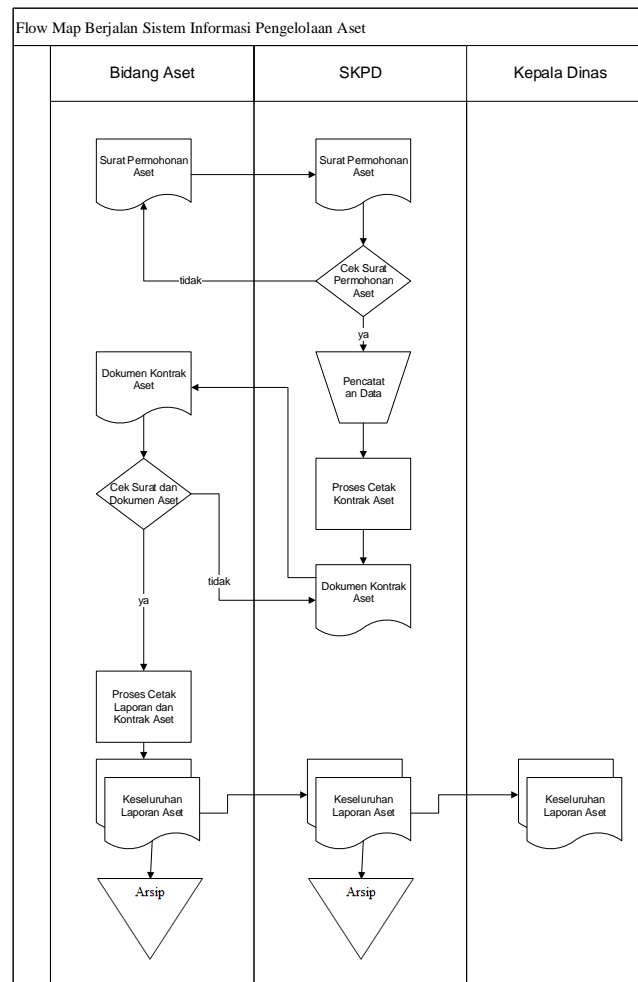 Flow Map Berjalan Sistem Informasi Pengelolaan Aset
Bidang Aset
SKPD
Kepala Dinas
Surat Permohonan
Aset
Surat Permohonan
Aset
Cek Surat
Permohonan
Aset
tidak
ya
Dokumen Kontrak
Aset
Pencatat
an Data
Cek Surat dan
Dokumen Aset
Proses Cetak
Kontrak Aset
tidak
Dokumen Kontrak
Aset
ya
Proses Cetak
Laporan dan
Kontrak Aset
Keseluruhan
Laporan Aset
Keseluruhan
Laporan Aset
Keseluruhan
Laporan Aset
Arsip
Arsip